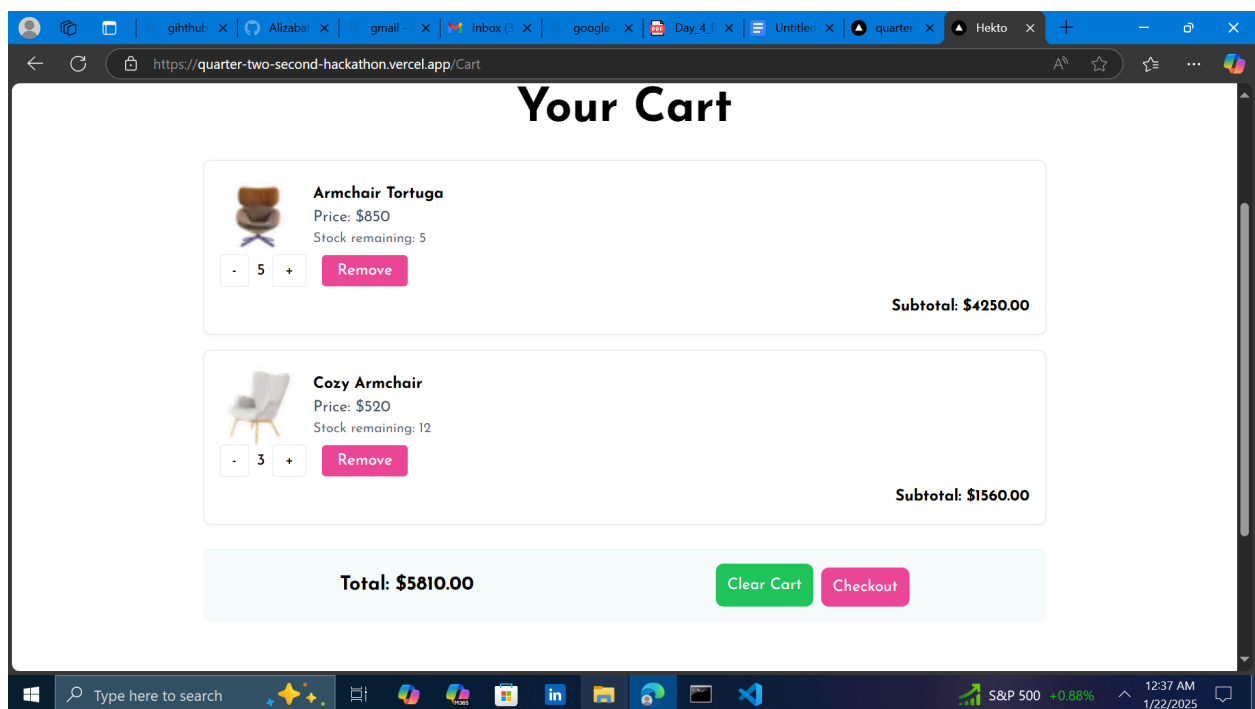 gihthub
Alizabat
gmail -
Inbox (3
google
Day_4_B
Untitled
quarter-
Hekto
https://quarter-two-second-hackathon.vercel.app/Cart
Your Cart
Armchair Tortuga
Price: $850
Stock remaining: 5
- 5 + Remove
Subtotal: $4250.00
Cozy Armchair
Price: $520
Stock remaining: 12
- 3 + Remove
Subtotal: $1560.00
Total: $5810.00 Clear Cart Checkout
Type here to search
S&P 500 +0.88%
12:37 AM
1/22/2025